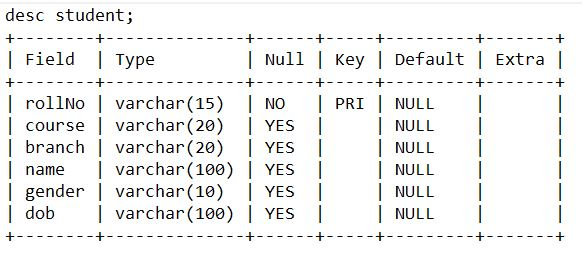 desc student;
+--------+--------------+------+-----+---------+-------+
| Field  | Type         | Null | Key | Default | Extra |
+--------+--------------+------+-----+---------+-------+
| rollNo | varchar(15)  | NO   | PRI | NULL    |       |
| course | varchar(20)  | YES  |     | NULL    |       |
| branch | varchar(20)  | YES  |     | NULL    |       |
| name   | varchar(100) | YES  |     | NULL    |       |
| gender | varchar(10)  | YES  |     | NULL    |       |
| dob    | varchar(100) | YES  |     | NULL    |       |
+--------+--------------+------+-----+---------+-------+